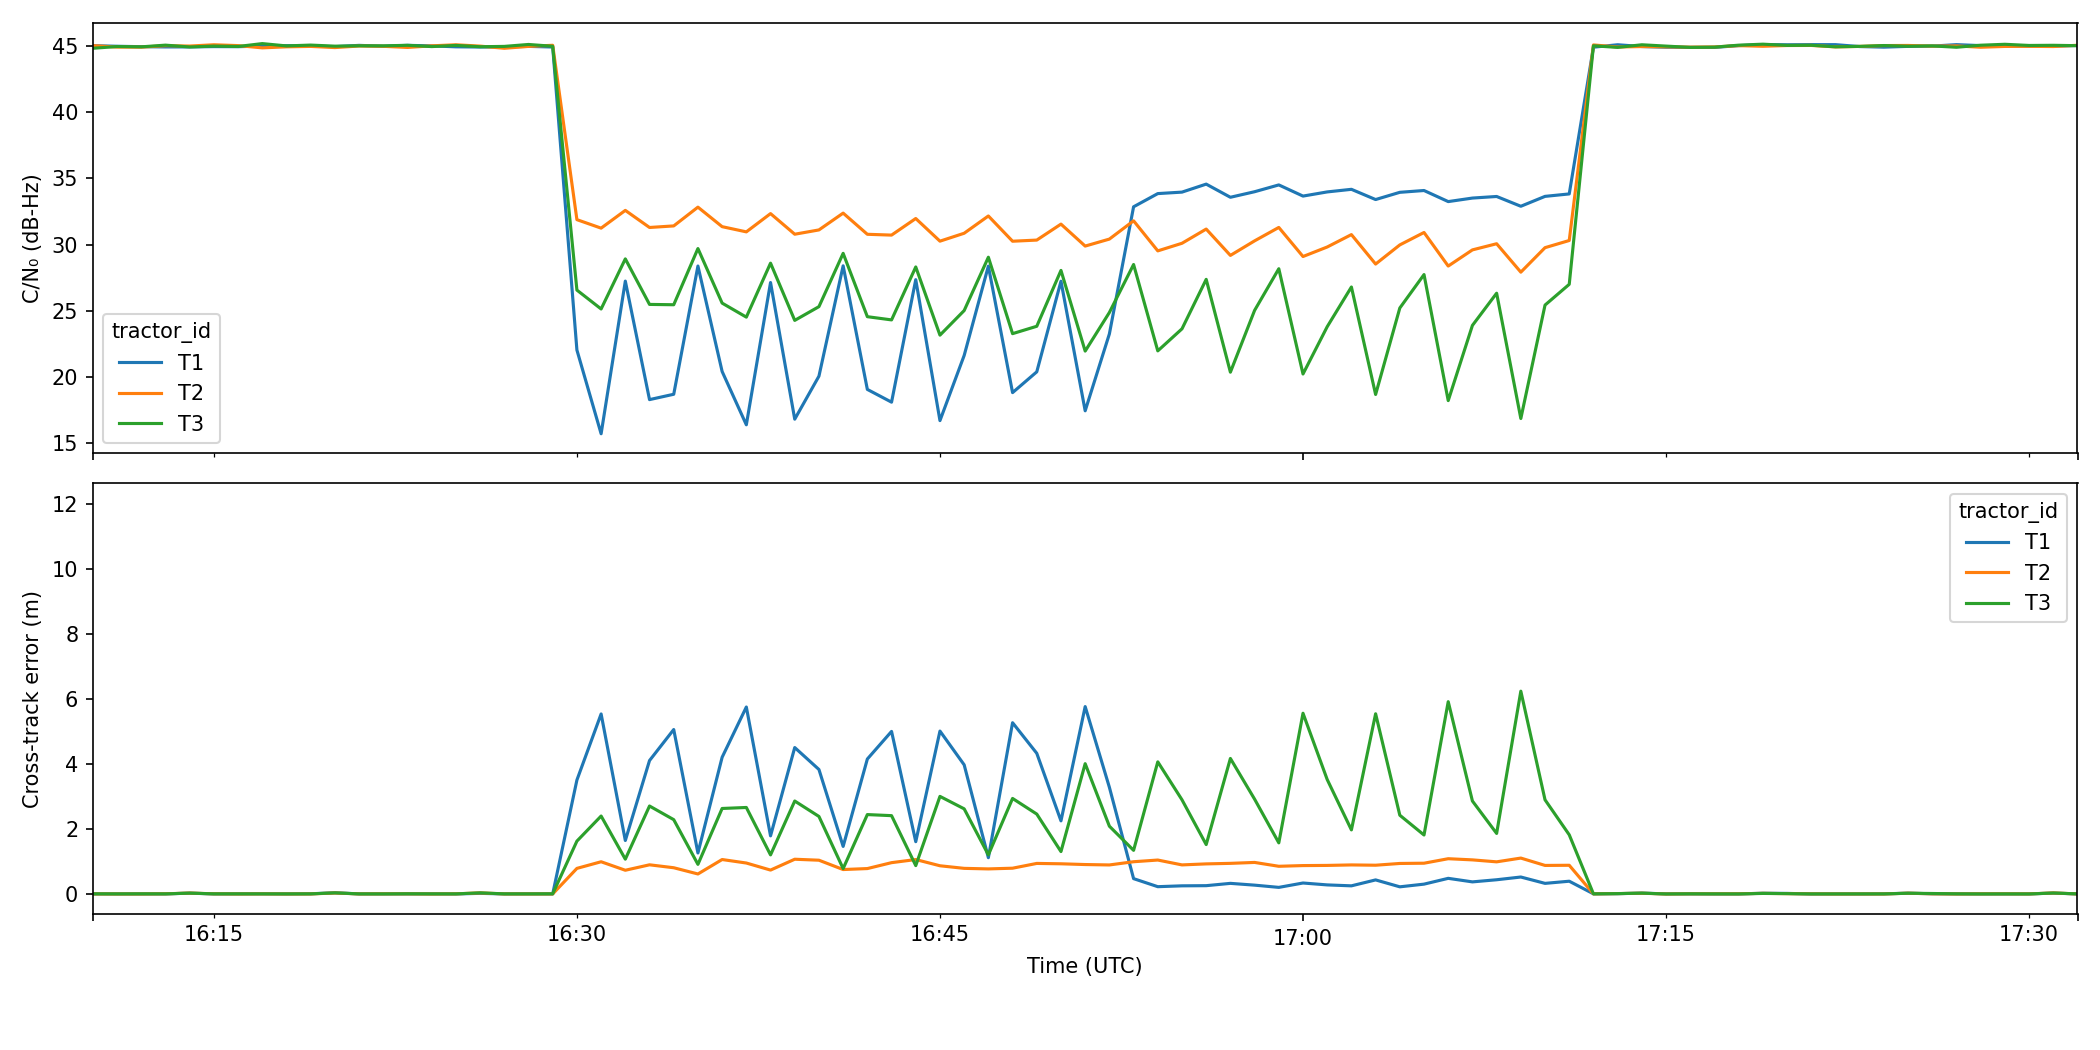 45
40
35
30
25
20
15
C/N₀ (dB-Hz)
tractor_id
T1
T2
T3
12
10
8
6
4
2
0
Cross-track error (m)
tractor_id
T1
T2
T3
16:15 16:30 16:45 17:00 17:15 17:30
Time (UTC)